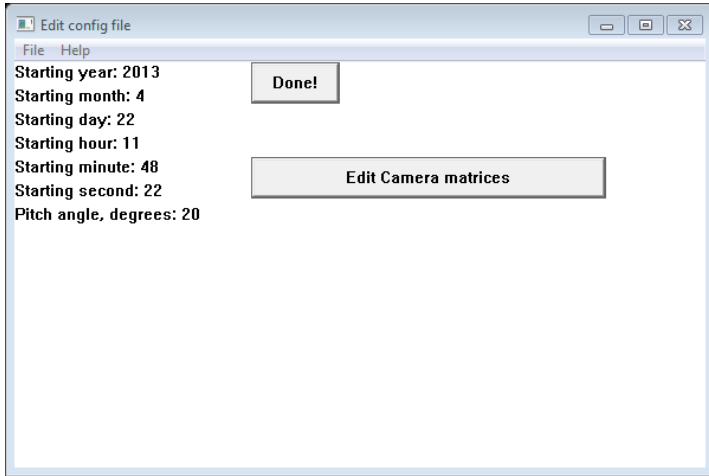 Edit config file
File Help
Starting year: 2013
Done!
Starting month: 4
Starting day: 22
Starting hour: 11
Starting minute: 48
Edit Camera matrices
Starting second: 22
Pitch angle, degrees: 20